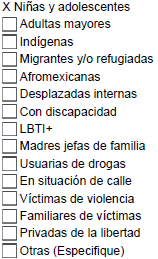 X Niñas y adolescentes
Adultas mayores
Indígenas
Migrantes y/o refugiadas
Afromexicanas
Desplazadas internas
Con discapacidad
LBTI+
Madres jefas de familia
Usuarias de drogas
En situación de calle
Víctimas de violencia
Familiares de víctimas
Privadas de la libertad
Otras (Especifique)